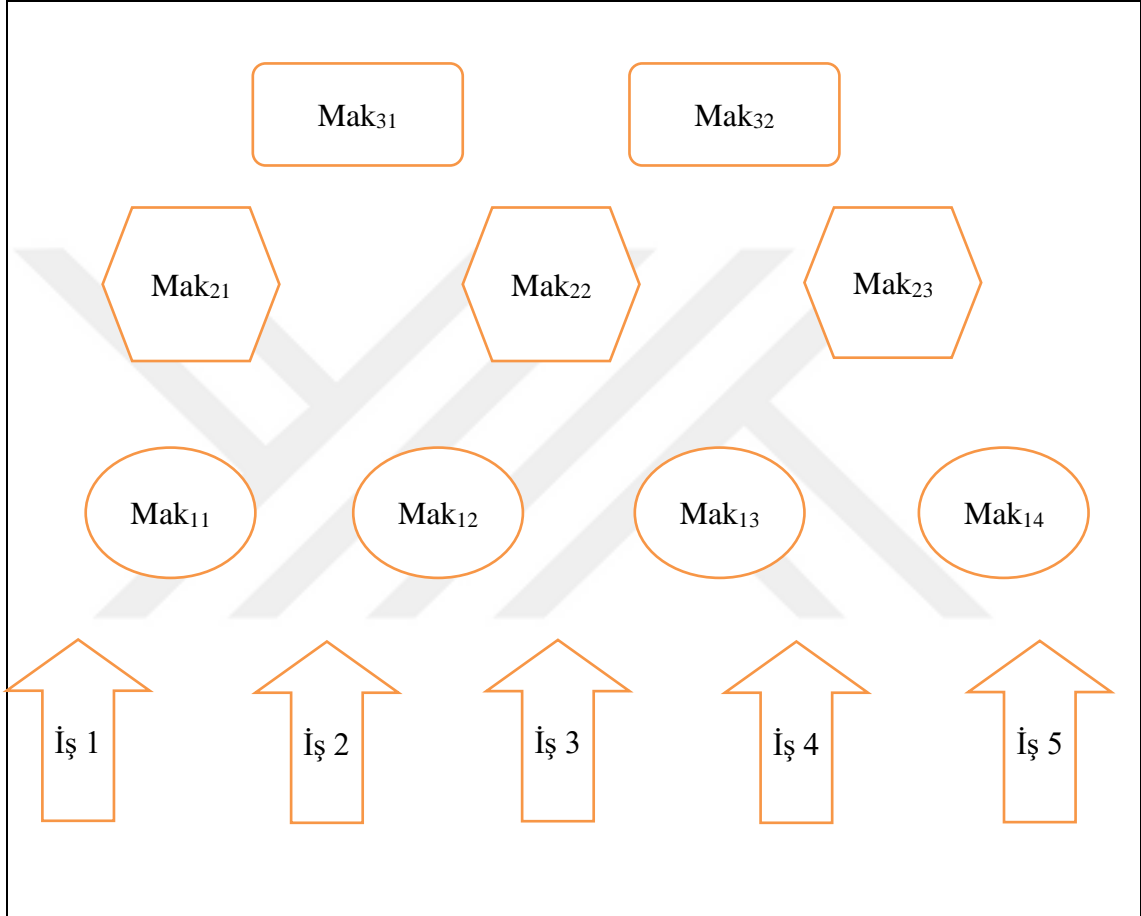 Mak₃₁ Mak₃₂
Mak₂₁ Mak₂₂ Mak₂₃
Mak₁₁ Mak₁₂ Mak₁₃ Mak₁₄
İş 1 İş 2 İş 3 İş 4 İş 5